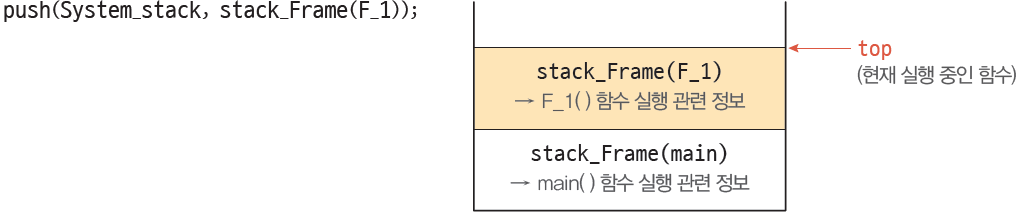 push(System_stack, stack_Frame(F_1));
top
(현재 실행 중인 함수)
stack_Frame(F_1)
→ F_1( ) 함수 실행 관련 정보
stack_Frame(main)
→ main( ) 함수 실행 관련 정보